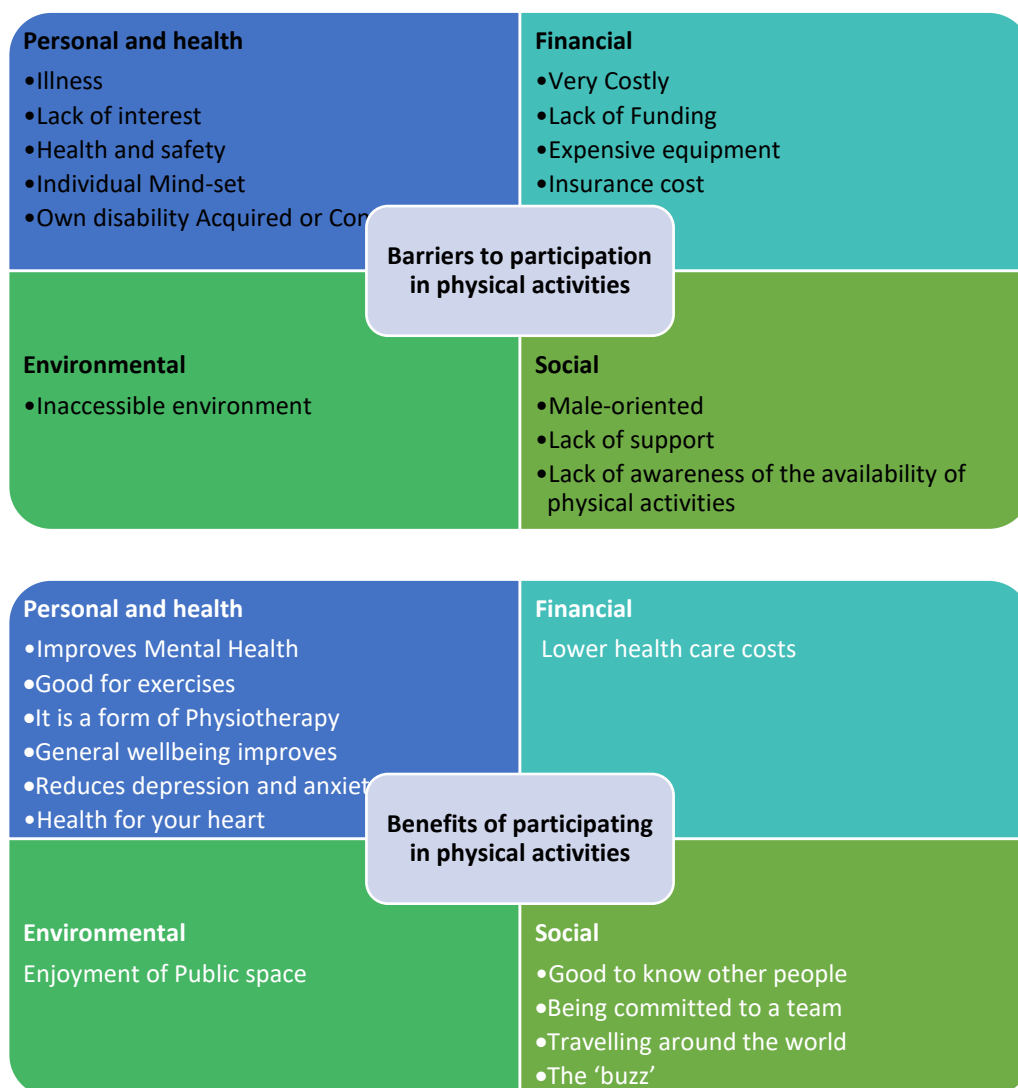 Personal and health
•Illness
•Lack of interest
•Health and safety
•Individual Mind-set
•Own disability Acquired or
Financial
•Very Costly
•Lack of Funding
•Expensive equipment
•Insurance cost
Barriers to participation
in physical activities
Environmental
•Inaccessible environment
Social
•Male-oriented
•Lack of support
•Lack of awareness of the availability of
physical activities
Personal and health
•Improves Mental Health
•Good for exercises
•It is a form of Physiotherapy
•General wellbeing improves
•Reduces depression and
•Health for your heart
Financial
Lower health care costs
Benefits of participating
in physical activities
Environmental
Enjoyment of Public space
Social
•Good to know other people
•Being committed to a team
•Travelling around the world
•The ‘buzz’